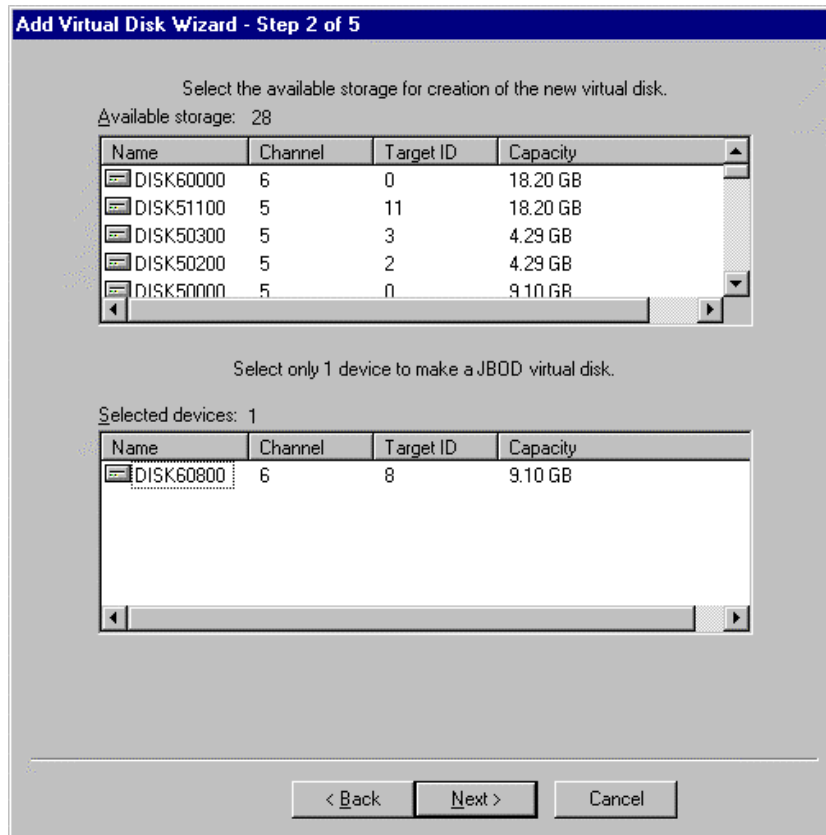 Add Virtual Disk Wizard - Step 2 of 5
Select the available storage for creation of the new virtual disk.
Available storage: 28
Name Channel Target ID Capacity
DISK60000 6 0 18.20 GB
DISK51100 5 11 18.20 GB
DISK50300 5 3 4.29 GB
DISK50200 5 2 4.29 GB
DISK50000 5 0 9.10 GB
Select only 1 device to make a JBOD virtual disk.
Selected devices: 1
Name Channel Target ID Capacity
DISK60800 6 8 9.10 GB
< Back Next > Cancel